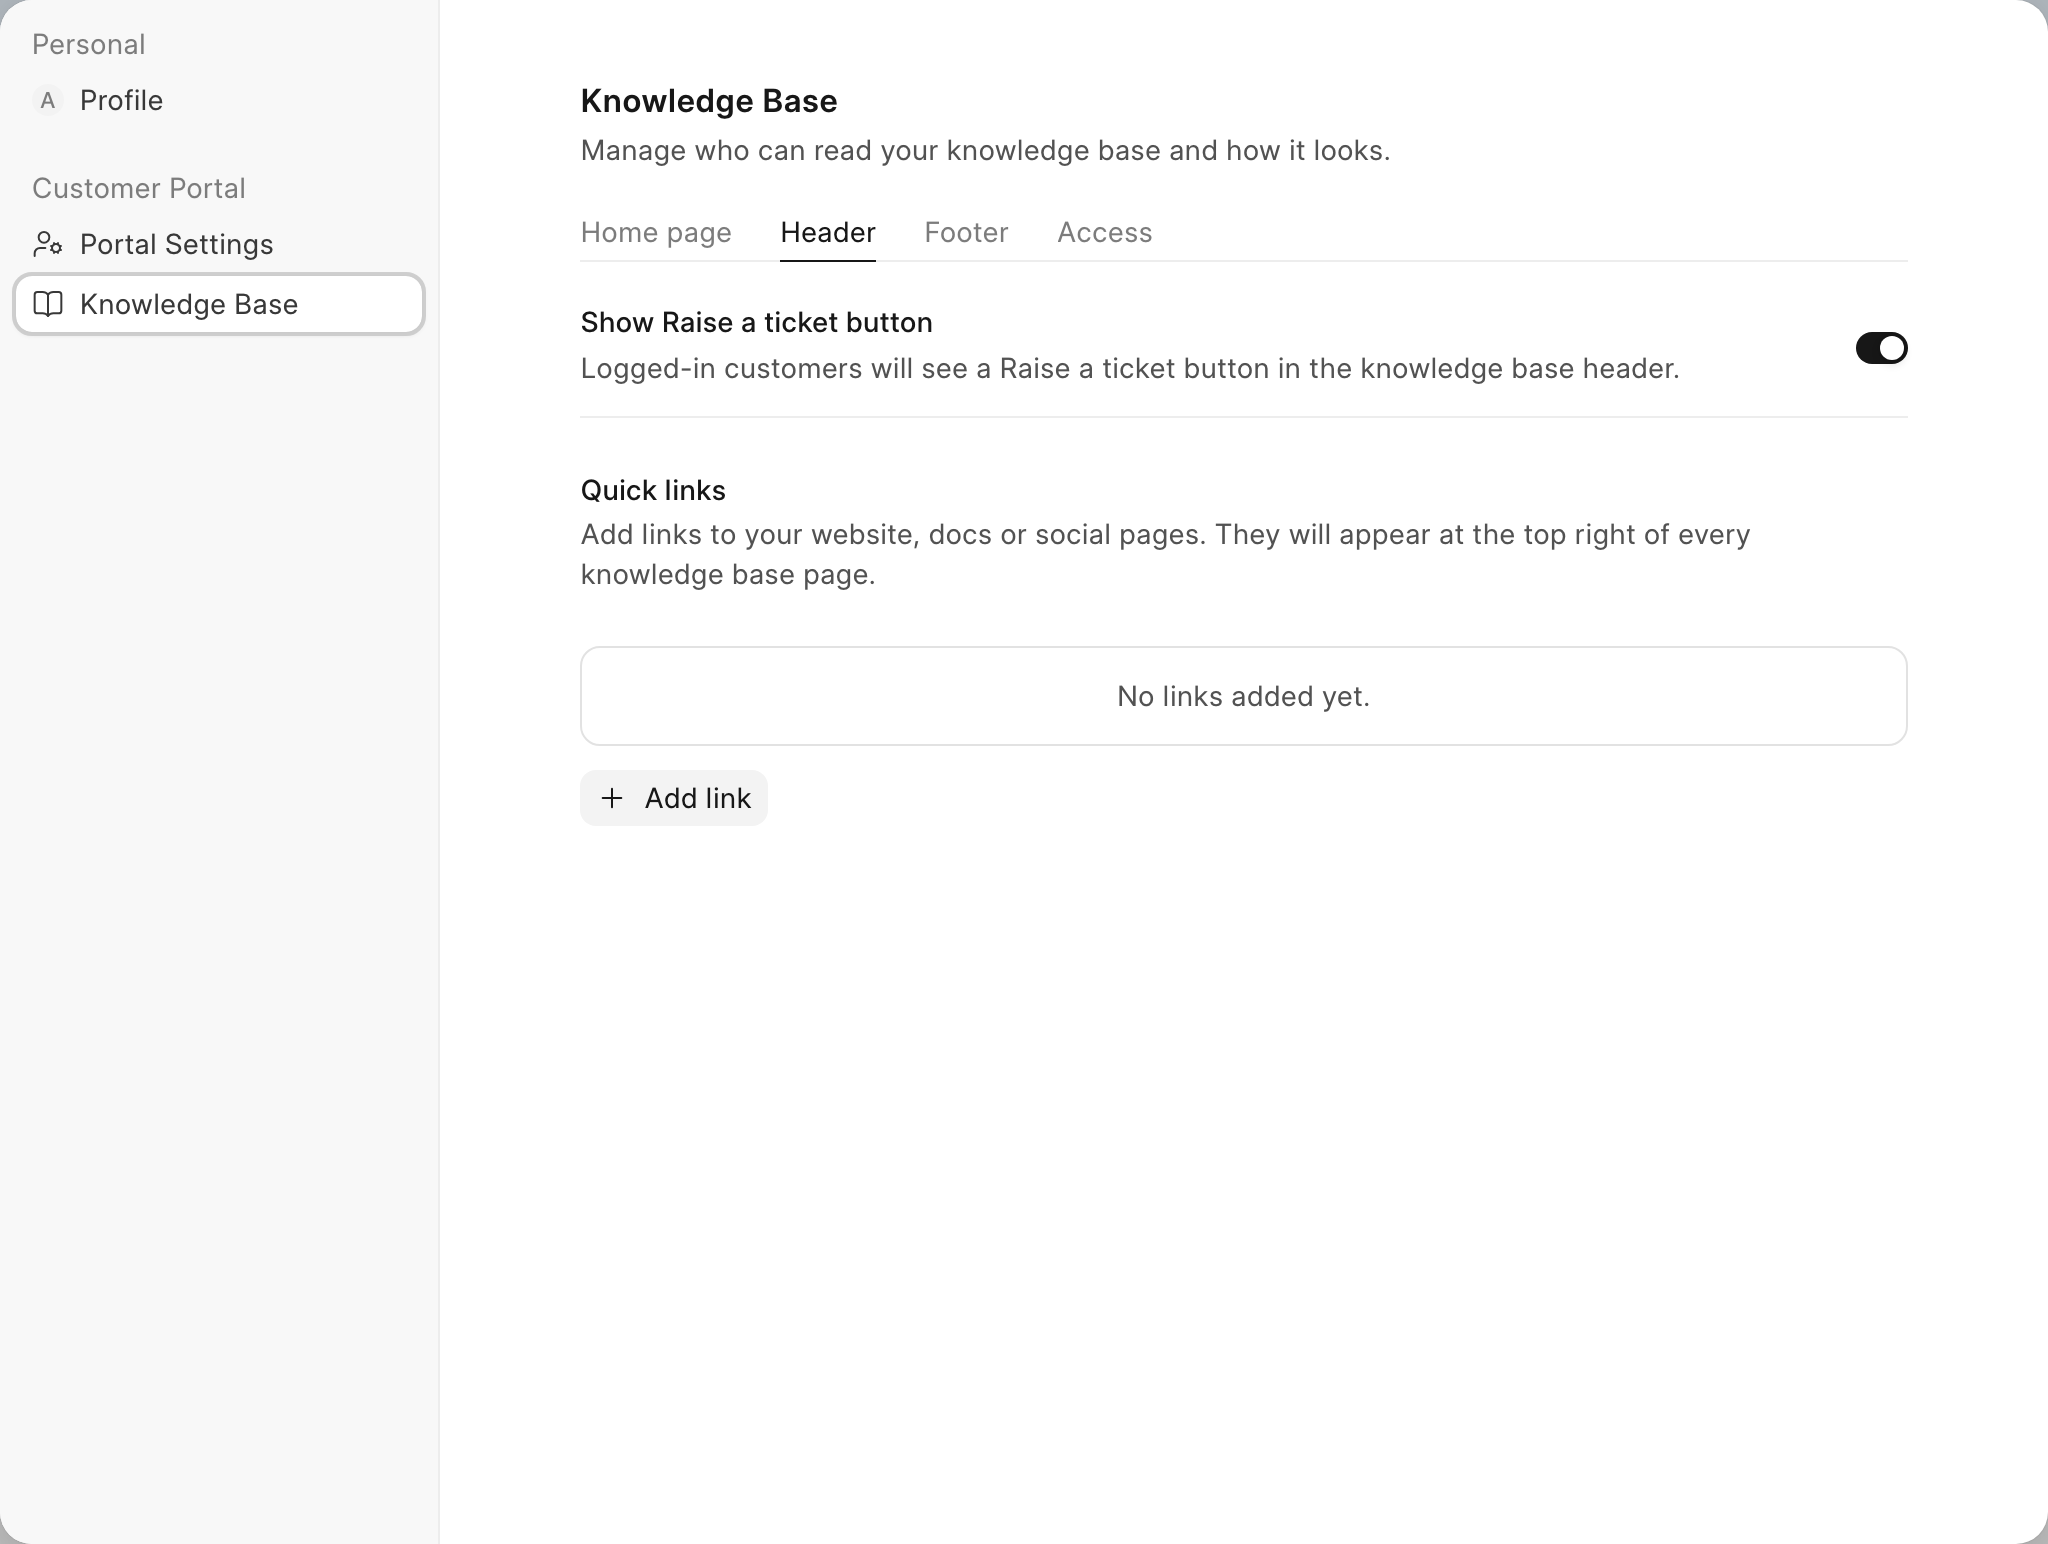 Personal
A Profile
Customer Portal
Portal Settings
Knowledge Base
Knowledge Base
Manage who can read your knowledge base and how it looks.
Home page Header Footer Access
Show Raise a ticket button
Logged-in customers will see a Raise a ticket button in the knowledge base header.
Quick links
Add links to your website, docs or social pages. They will appear at the top right of every
knowledge base page.
No links added yet.
Add link